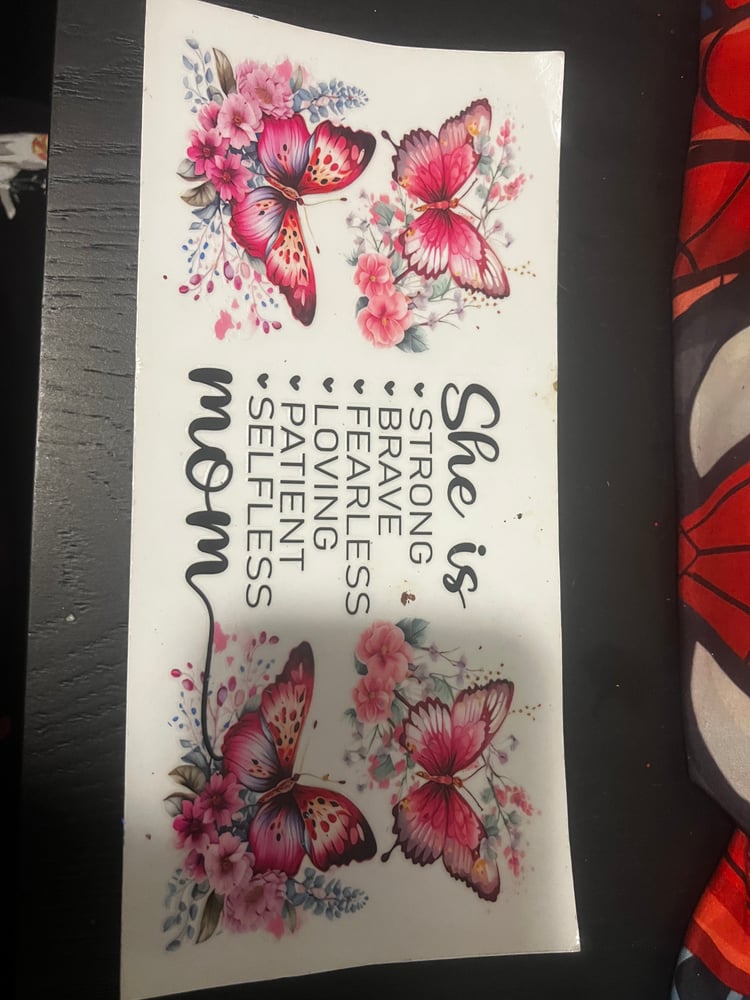 She is
STRONG
BRAVE
FEARLESS
LOVING
PATIENT
SELFLESS
mom